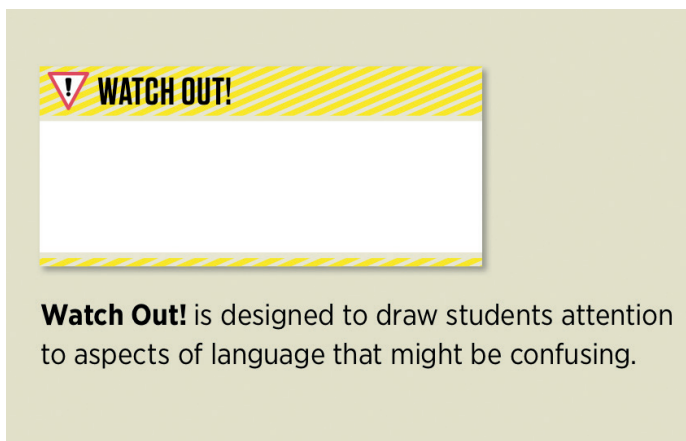 ! WATCH OUT!
Watch Out! is designed to draw students attention
to aspects of language that might be confusing.